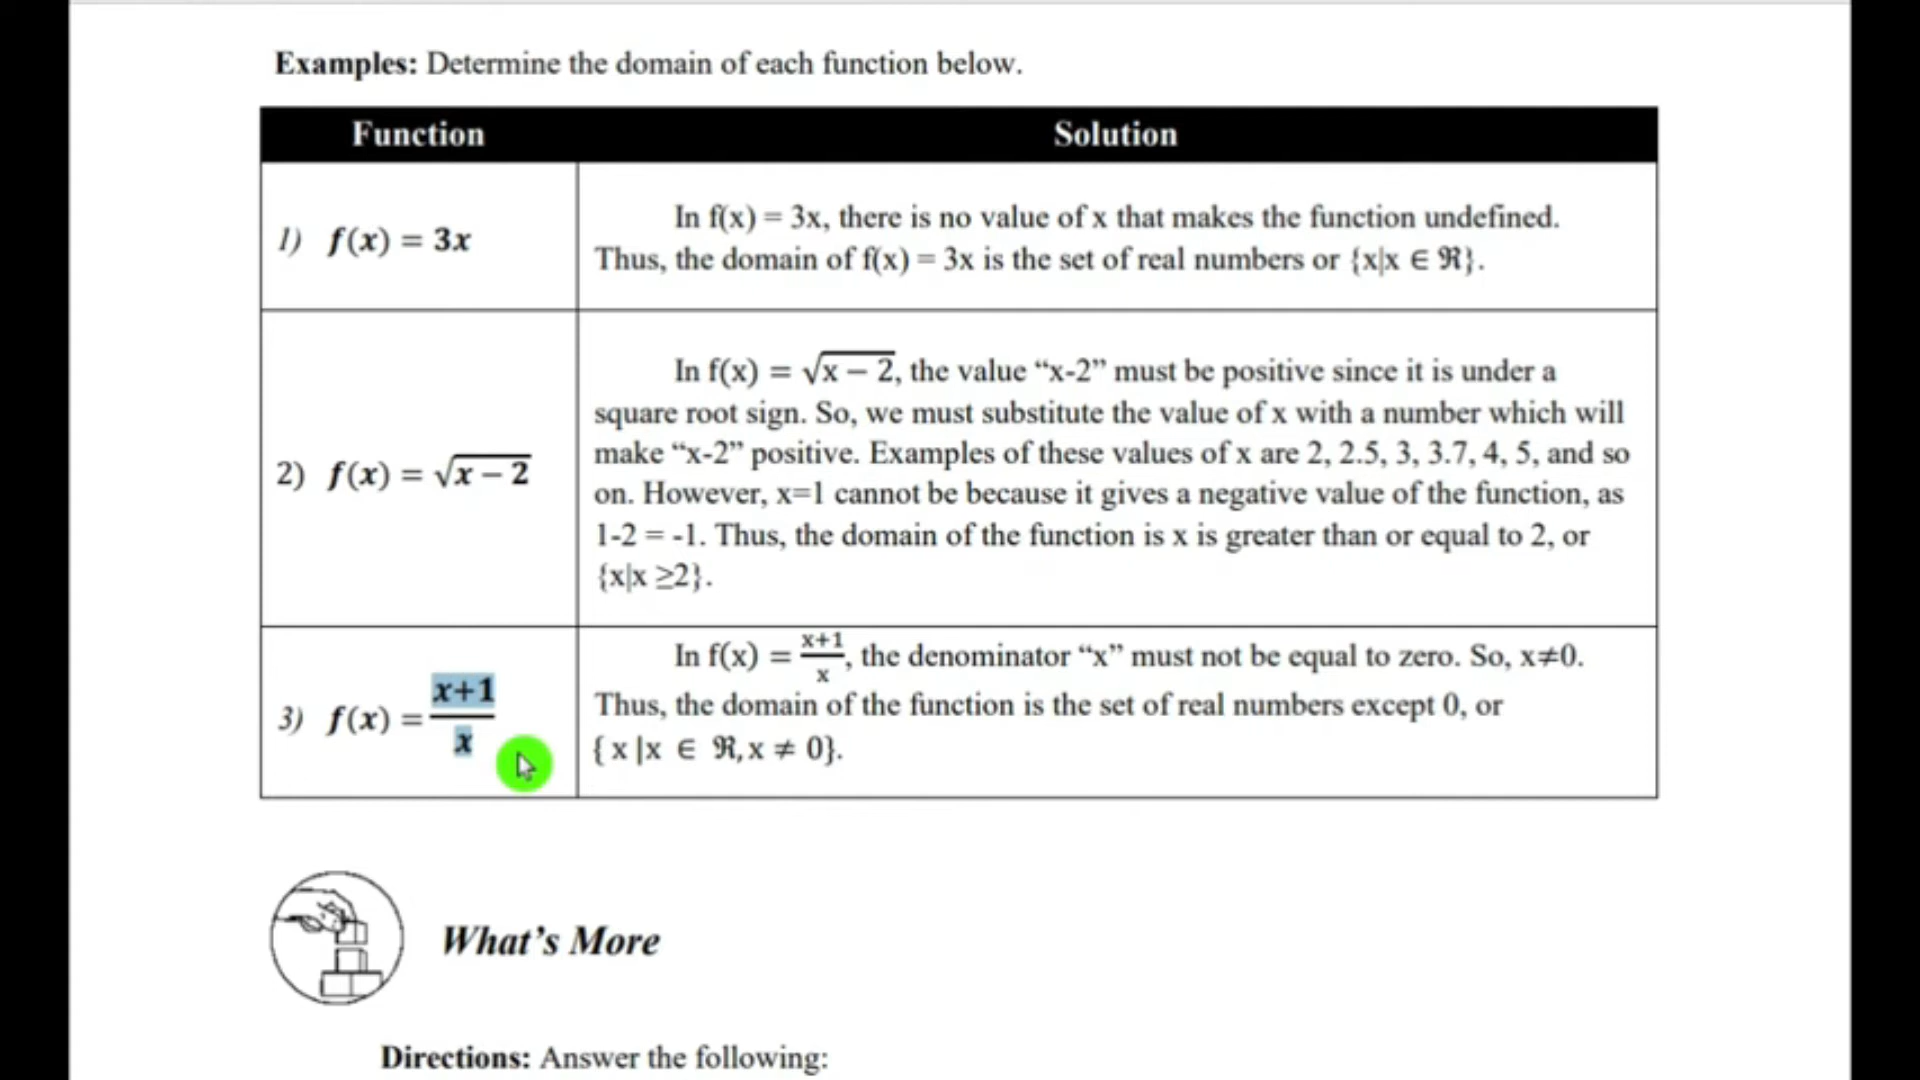 Examples: Determine the domain of each function below.
Function
Solution
1) f(x) = 3x
In f(x) = 3x, there is no value of x that makes the function undefined.
Thus, the domain of f(x) = 3x is the set of real numbers or {x|x ∈ ℜ}.
2) f(x) = √x − 2
In f(x) = √x − 2, the value “x-2” must be positive since it is under a
square root sign. So, we must substitute the value of x with a number which will
make “x-2” positive. Examples of these values of x are 2, 2.5, 3, 3.7, 4, 5, and so
on. However, x=1 cannot be because it gives a negative value of the function, as
1-2 = -1. Thus, the domain of the function is x is greater than or equal to 2, or
{x|x ≥2}.
3) f(x) = x+1/x
In f(x) = x+1/x, the denominator “x” must not be equal to zero. So, x≠0.
Thus, the domain of the function is the set of real numbers except 0, or
{ x |x ∈ ℜ, x ≠ 0}.
What’s More
Directions: Answer the following: